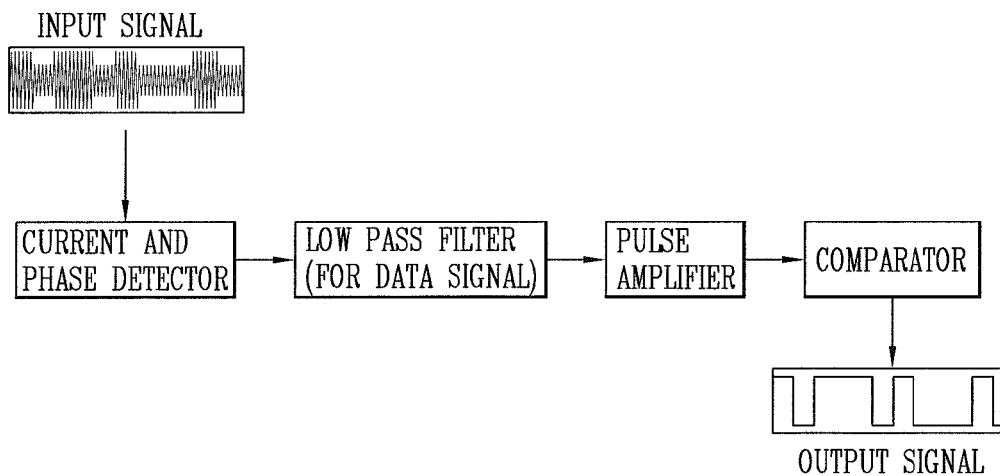 INPUT SIGNAL
CURRENT AND
PHASE DETECTOR
LOW PASS FILTER
(FOR DATA SIGNAL)
PULSE
AMPLIFIER
COMPARATOR
OUTPUT SIGNAL